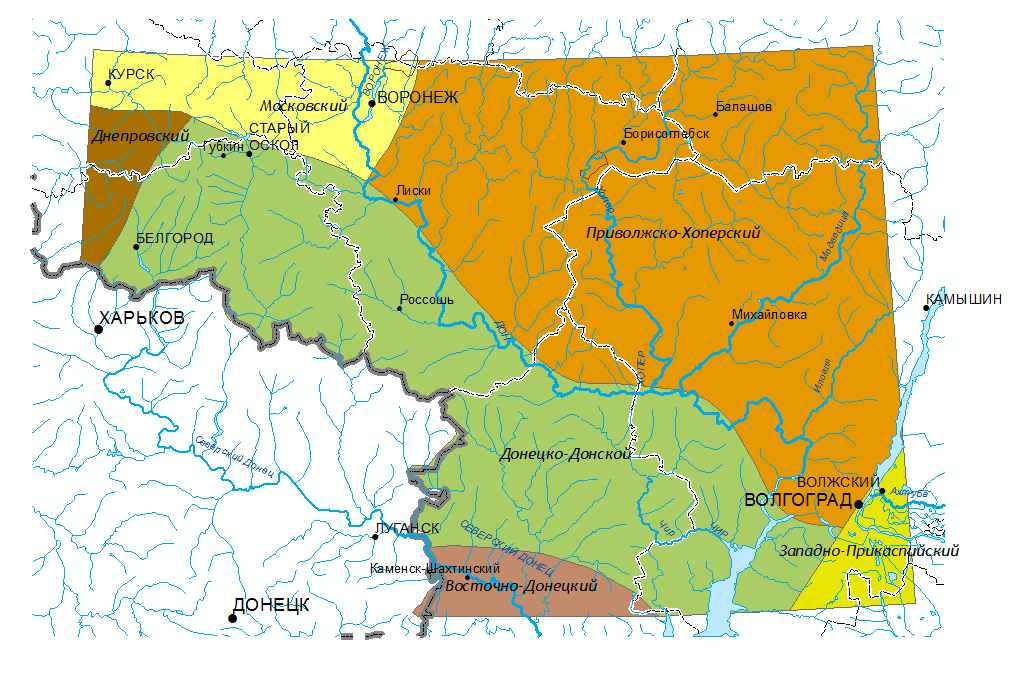 КУРСК
Московский
ВОРОНЕЖ
ВОРОНЕЖ
Балашов
Днепровский
СТАРЫЙ
ОСКОЛ
Губкин
Борисоглебск
Лиски
Хопер
Приволжско-Хоперский
Медведица
БЕЛГОРОД
Россошь
КАМЫШИН
ХАРЬКОВ
ДОН
Михайловка
ХОПЕР
Иловля
Северский Донец
Донецко-Донской
ВОЛЖСКИЙ
Ахтуба
ВОЛГОГРАД
ЛУГАНСК
СЕВЕРСКИЙ ДОНЕЦ
Чир
ЧИР
Западно-Прикаспийский
Каменск-Шахтинский
Восточно-Донецкий
ДОНЕЦК